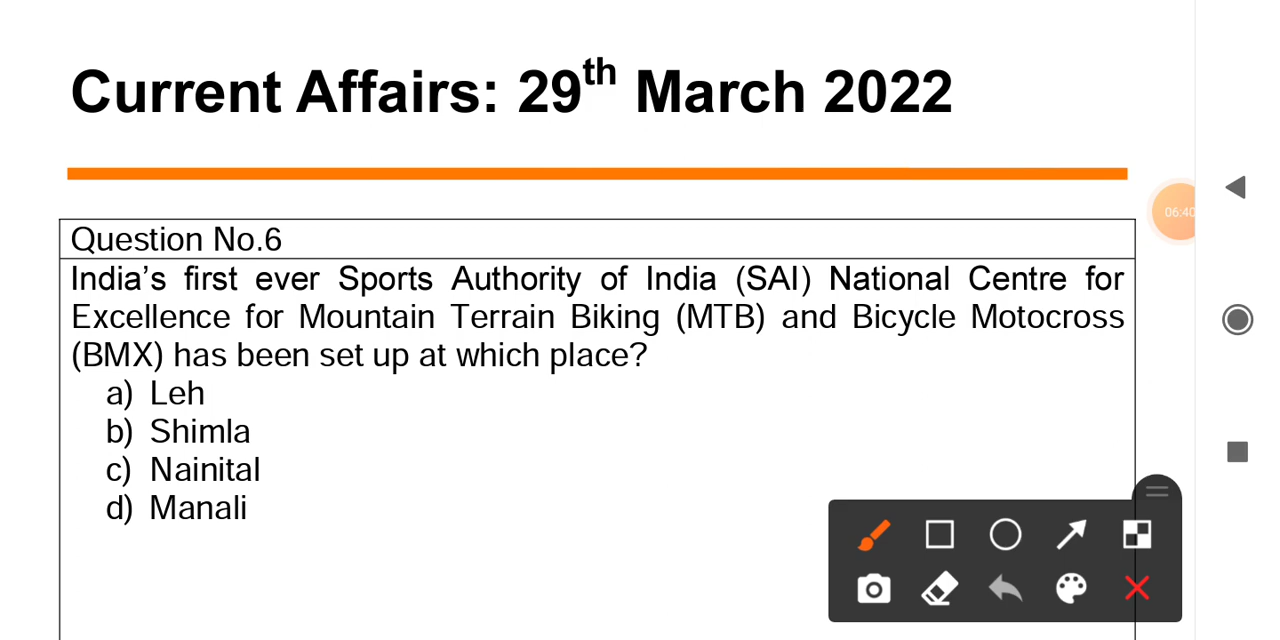 Current Affairs: 29th March 2022
06:40
Question No.6
India's first ever Sports Authority of India (SAI) National Centre for
Excellence for Mountain Terrain Biking (MTB) and Bicycle Motocross
(BMX) has been set up at which place?
a) Leh
b) Shimla
c) Nainital
d) Manali